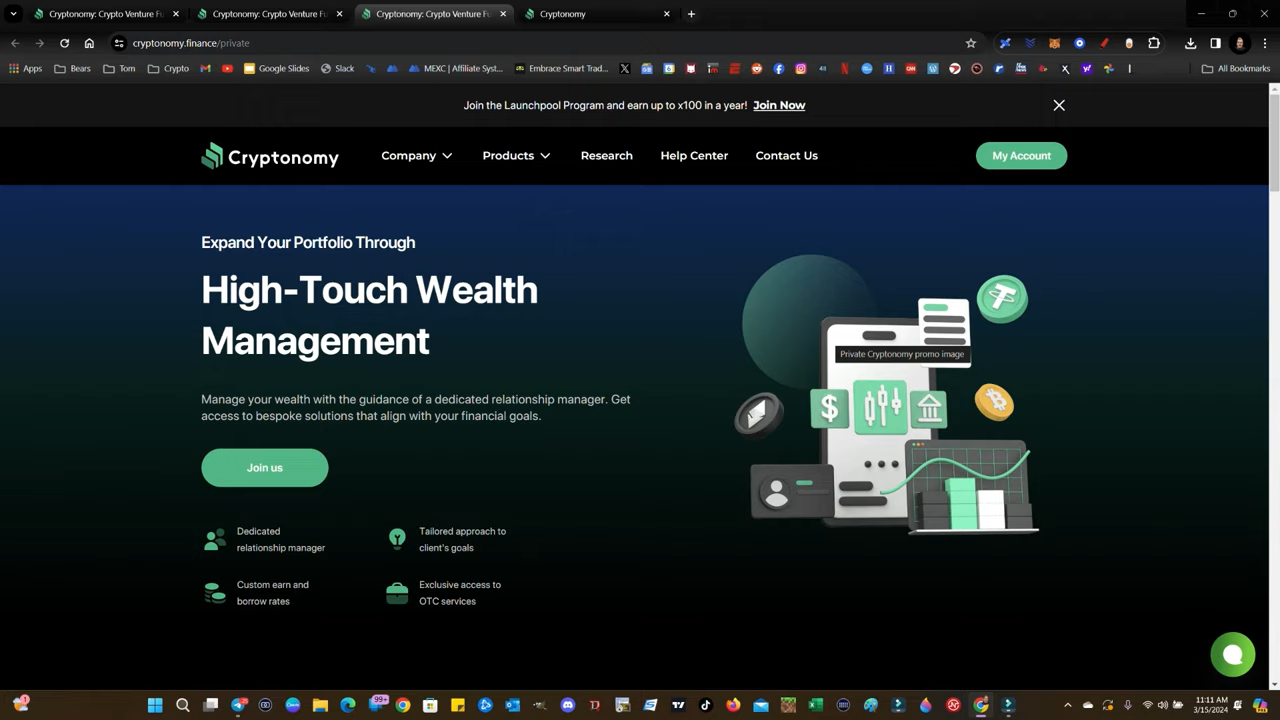 Cryptonomy: Crypto Venture Fu
Cryptonomy: Crypto Venture Fu
Cryptonomy: Crypto Venture Fu
Cryptonomy
cryptonomy.finance/private
Apps
Bears
Tom
Crypto
Google Slides
Slack
MEXC | Affiliate Syst...
Embrace Smart Trad...
All Bookmarks
Join the Launchpool Program and earn up to x100 in a year! Join Now
Cryptonomy
Company
Products
Research
Help Center
Contact Us
My Account
Expand Your Portfolio Through
High-Touch Wealth
Management
Manage your wealth with the guidance of a dedicated relationship manager. Get
access to bespoke solutions that align with your financial goals.
Join us
Dedicated
relationship manager
Tailored approach to
client's goals
Custom earn and
borrow rates
Exclusive access to
OTC services
Private Cryptonomy promo image
99+
11:11 AM
3/15/2024